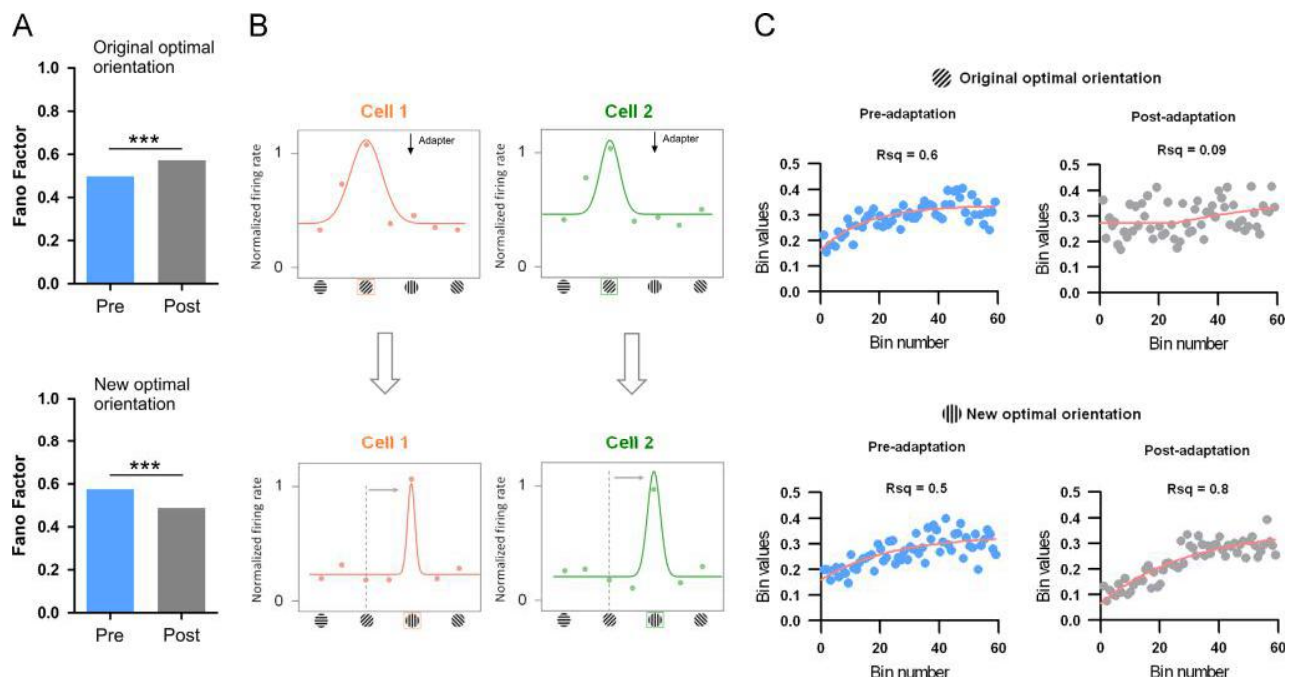 A
Original optimal
orientation
Fano Factor
1.0
0.8
0.6
0.4
0.2
0.0
***
Pre
Post
New optimal
orientation
Fano Factor
1.0
0.8
0.6
0.4
0.2
0.0
***
Pre
Post
B
Cell 1
Normalized firing rate
1
0
Adapter
Cell 2
Normalized firing rate
1
0
Adapter
Cell 1
Normalized firing rate
1
0
Cell 2
Normalized firing rate
1
0
C
Original optimal orientation
Pre-adaptation
Rsq = 0.6
Bin values
0.5
0.4
0.3
0.2
0.1
0.0
0 20 40 60
Bin number
Post-adaptation
Rsq = 0.09
Bin values
0.5
0.4
0.3
0.2
0.1
0.0
0 20 40 60
Bin number
New optimal orientation
Pre-adaptation
Rsq = 0.5
Bin values
0.5
0.4
0.3
0.2
0.1
0.0
0 20 40 60
Bin number
Post-adaptation
Rsq = 0.8
Bin values
0.5
0.4
0.3
0.2
0.1
0.0
0 20 40 60
Bin number